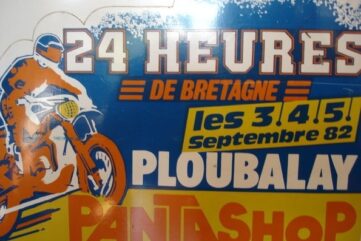 24 HEURES
DE BRETAGNE
les 3.4.5.
septembre 82
PLOUBALAY
PANTASHOP